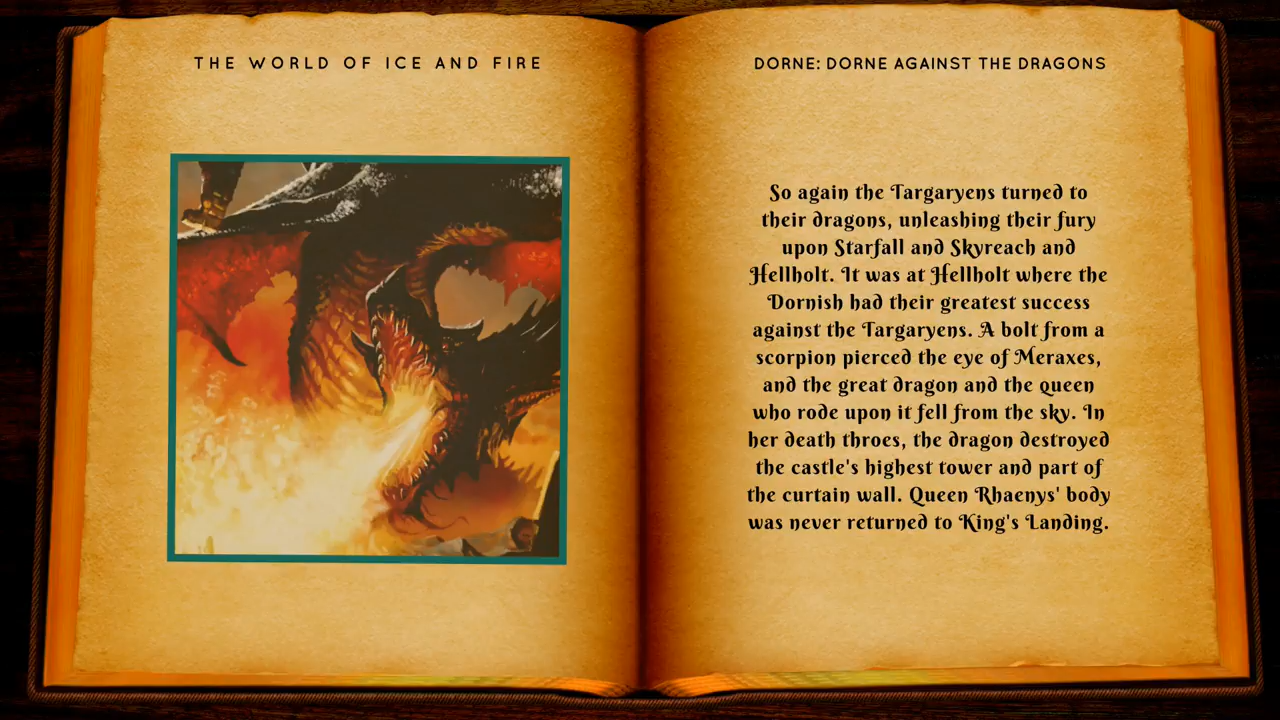 THE WORLD OF ICE AND FIRE
DORNE: DORNE AGAINST THE DRAGONS
So again the Targaryens turned to
their dragons, unleashing their fury
upon Starfall and Skyreach and
Hellholt. It was at Hellholt where the
Dornish had their greatest success
against the Targaryens. A bolt from a
scorpion pierced the eye of Meraxes,
and the great dragon and the queen
who rode upon it fell from the sky. In
her death throes, the dragon destroyed
the castle's highest tower and part of
the curtain wall. Queen Rhaenys' body
was never returned to King's Landing.